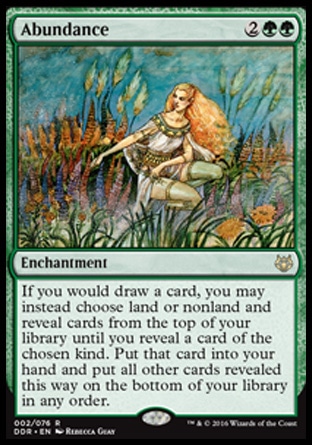 Abundance 2
Enchantment
If you would draw a card, you may
instead choose land or nonland and
reveal cards from the top of your
library until you reveal a card of the
chosen kind. Put that card into your
hand and put all other cards revealed
this way on the bottom of your library
in any order.
002/076 R
DDR • EN Rebecca Guay ™ & © 2016 Wizards of the Coast